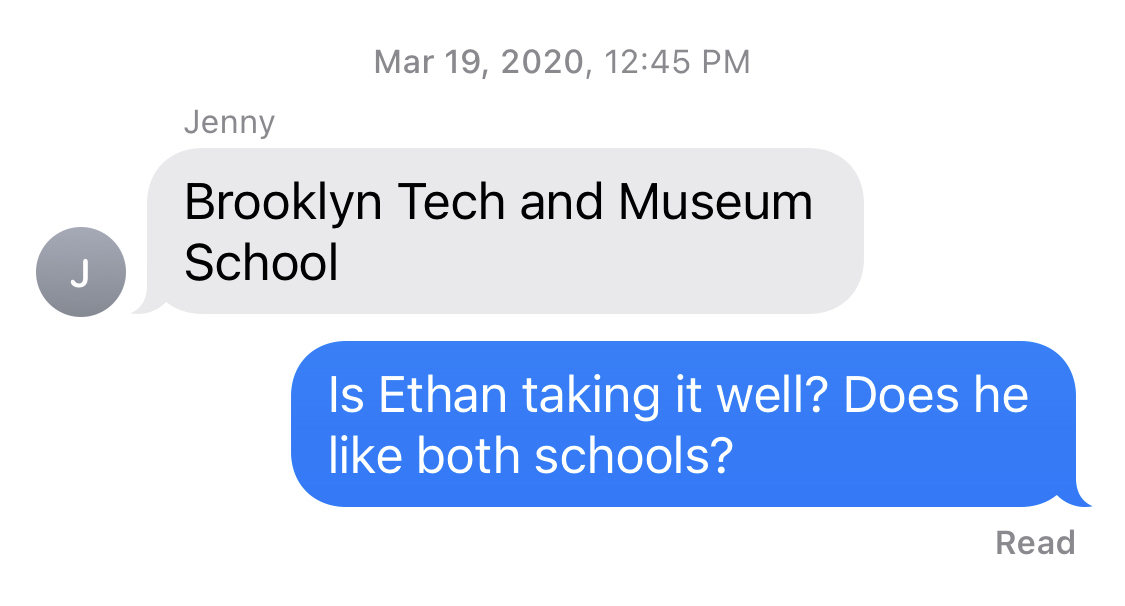 Mar 19, 2020, 12:45 PM
Jenny
Brooklyn Tech and Museum
School
J
Is Ethan taking it well? Does he
like both schools?
Read